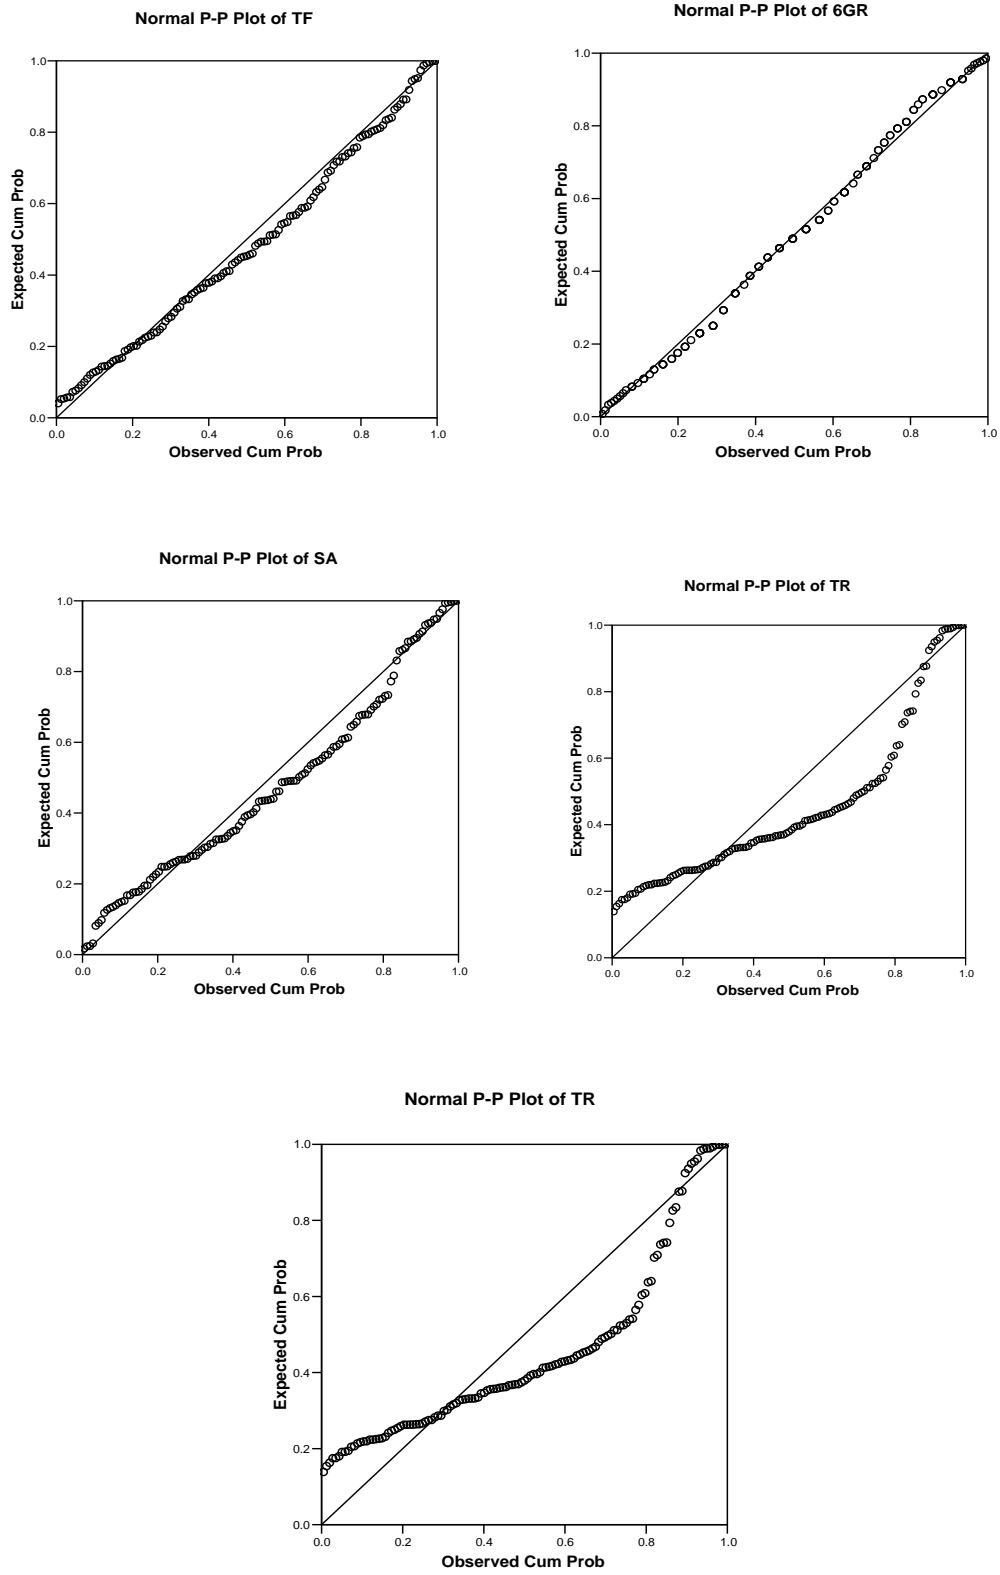 Normal P-P Plot of TF
1.0
0.8
0.6
0.4
0.2
0.0
Expected Cum Prob
0.0 0.2 0.4 0.6 0.8 1.0
Observed Cum Prob
Normal P-P Plot of 6GR
1.0
0.8
0.6
0.4
0.2
0.0
Expected Cum Prob
0.0 0.2 0.4 0.6 0.8 1.0
Observed Cum Prob
Normal P-P Plot of SA
1.0
0.8
0.6
0.4
0.2
0.0
Expected Cum Prob
0.0 0.2 0.4 0.6 0.8 1.0
Observed Cum Prob
Normal P-P Plot of TR
1.0
0.8
0.6
0.4
0.2
0.0
Expected Cum Prob
0.0 0.2 0.4 0.6 0.8 1.0
Observed Cum Prob
Normal P-P Plot of TR
1.0
0.8
0.6
0.4
0.2
0.0
Expected Cum Prob
0.0 0.2 0.4 0.6 0.8 1.0
Observed Cum Prob